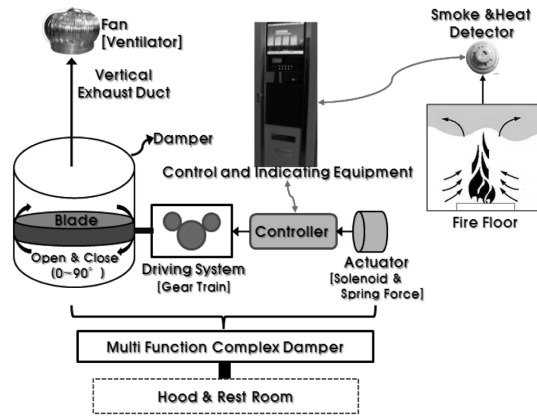 Fan
[Ventilator]
Smoke &Heat
Detector
Vertical
Exhaust Duct
Damper
Control and Indicating Equipment
Blade
Open & Close
(0~90˚)
Driving System
[Gear Train]
Controller
Actuator
[Solenoid &
Spring Force]
Fire Floor
Multi Function Complex Damper
Hood & Rest Room